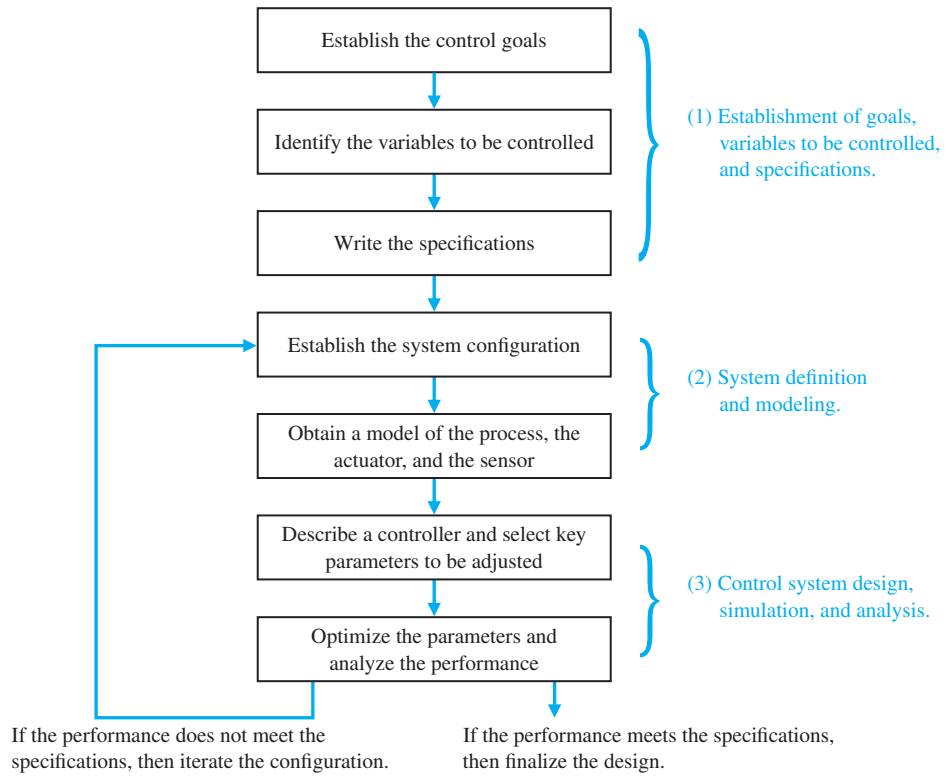 Establish the control goals
Identify the variables to be controlled
Write the specifications
(1) Establishment of goals,
variables to be controlled,
and specifications.
Establish the system configuration
Obtain a model of the process, the
actuator, and the sensor
(2) System definition
and modeling.
Describe a controller and select key
parameters to be adjusted
Optimize the parameters and
analyze the performance
(3) Control system design,
simulation, and analysis.
If the performance does not meet the
specifications, then iterate the configuration.
If the performance meets the specifications,
then finalize the design.